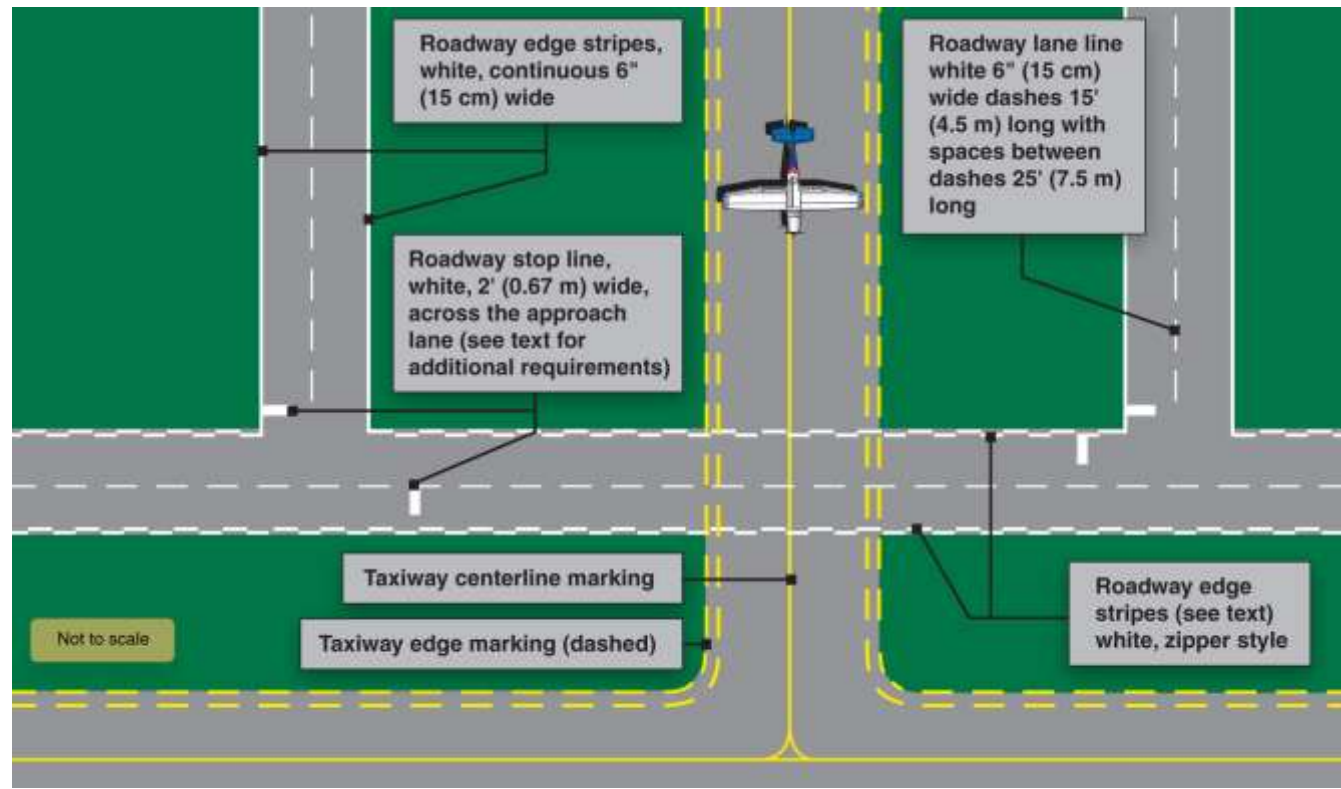 Roadway edge stripes,
white, continuous 6"
(15 cm) wide
Roadway lane line
white 6" (15 cm)
wide dashes 15'
(4.5 m) long with
spaces between
dashes 25' (7.5 m)
long
Roadway stop line,
white, 2' (0.67 m) wide,
across the approach
lane (see text for
additional requirements)
Taxiway centerline marking
Roadway edge
stripes (see text)
white, zipper style
Not to scale
Taxiway edge marking (dashed)